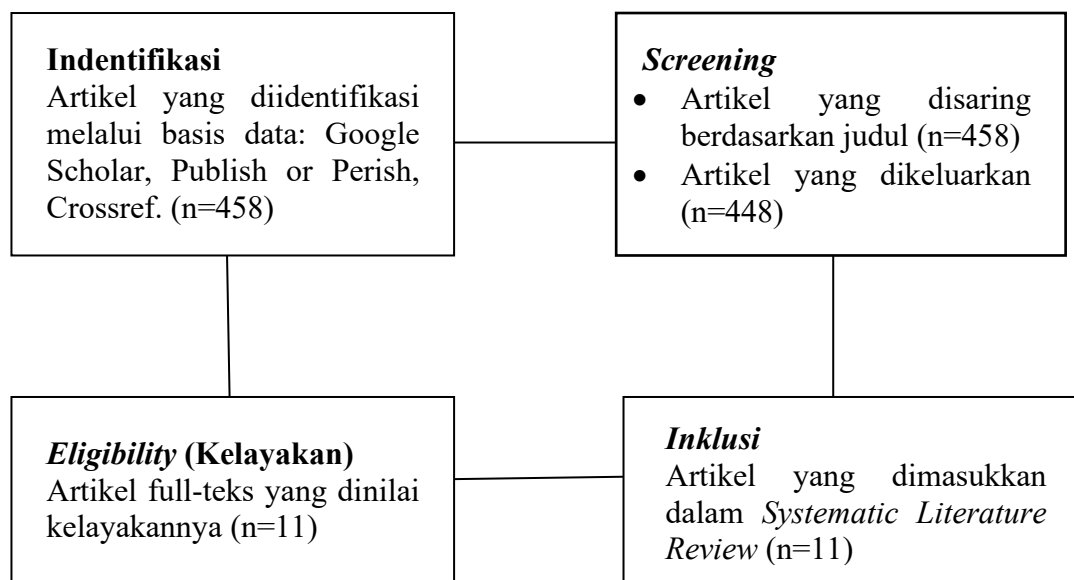 Indentifikasi
Artikel yang diidentifikasi
melalui basis data: Google
Scholar, Publish or Perish,
Crossref. (n=458)
Screening
• Artikel yang disaring
berdasarkan judul (n=458)
• Artikel yang dikeluarkan
(n=448)
Eligibility (Kelayakan)
Artikel full-teks yang dinilai
kelayakannya (n=11)
Inklusi
Artikel yang dimasukkan
dalam Systematic Literature
Review (n=11)